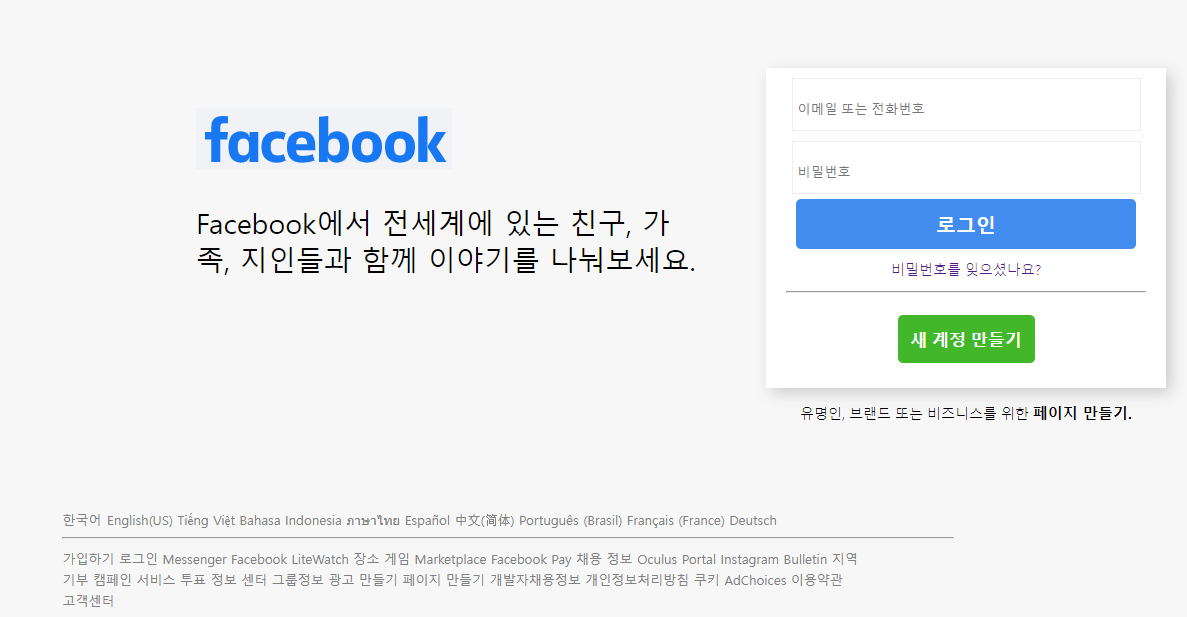 facebook
Facebook에서 전세계에 있는 친구, 가
족, 지인들과 함께 이야기를 나눠보세요.
이메일 또는 전화번호
비밀번호
로그인
비밀번호를 잊으셨나요?
새 계정 만들기
유명인, 브랜드 또는 비즈니스를 위한 페이지 만들기.
한국어 English(US) Tiếng Việt Bahasa Indonesia ภาษาไทย Español 中文(简体) Português (Brasil) Français (France) Deutsch
가입하기 로그인 Messenger Facebook LiteWatch 장소 게임 Marketplace Facebook Pay 채용 정보 Oculus Portal Instagram Bulletin 지역
기부 캠페인 서비스 투표 정보 센터 그룹정보 광고 만들기 페이지 만들기 개발자채용정보 개인정보처리방침 쿠키 AdChoices 이용약관
고객센터